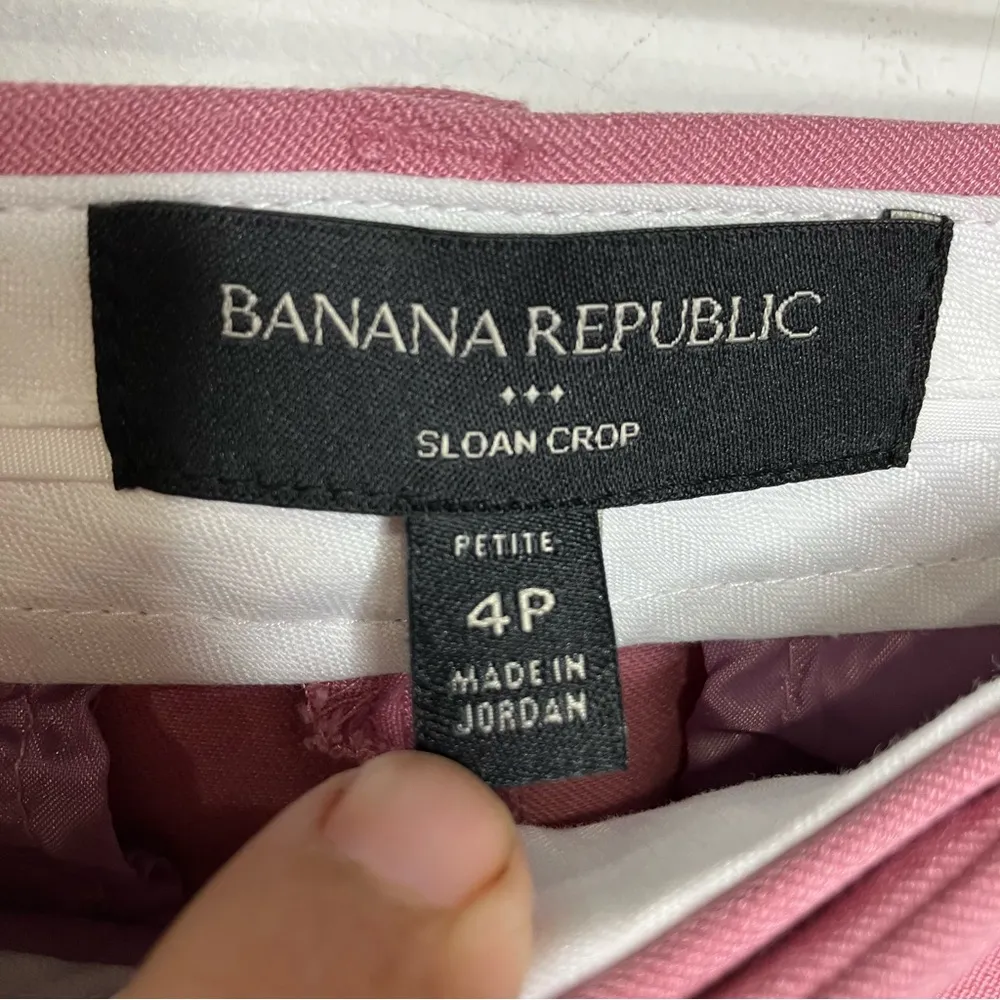 BANANA REPUBLIC
SLOAN CROP
PETITE
4P
MADE IN
JORDAN